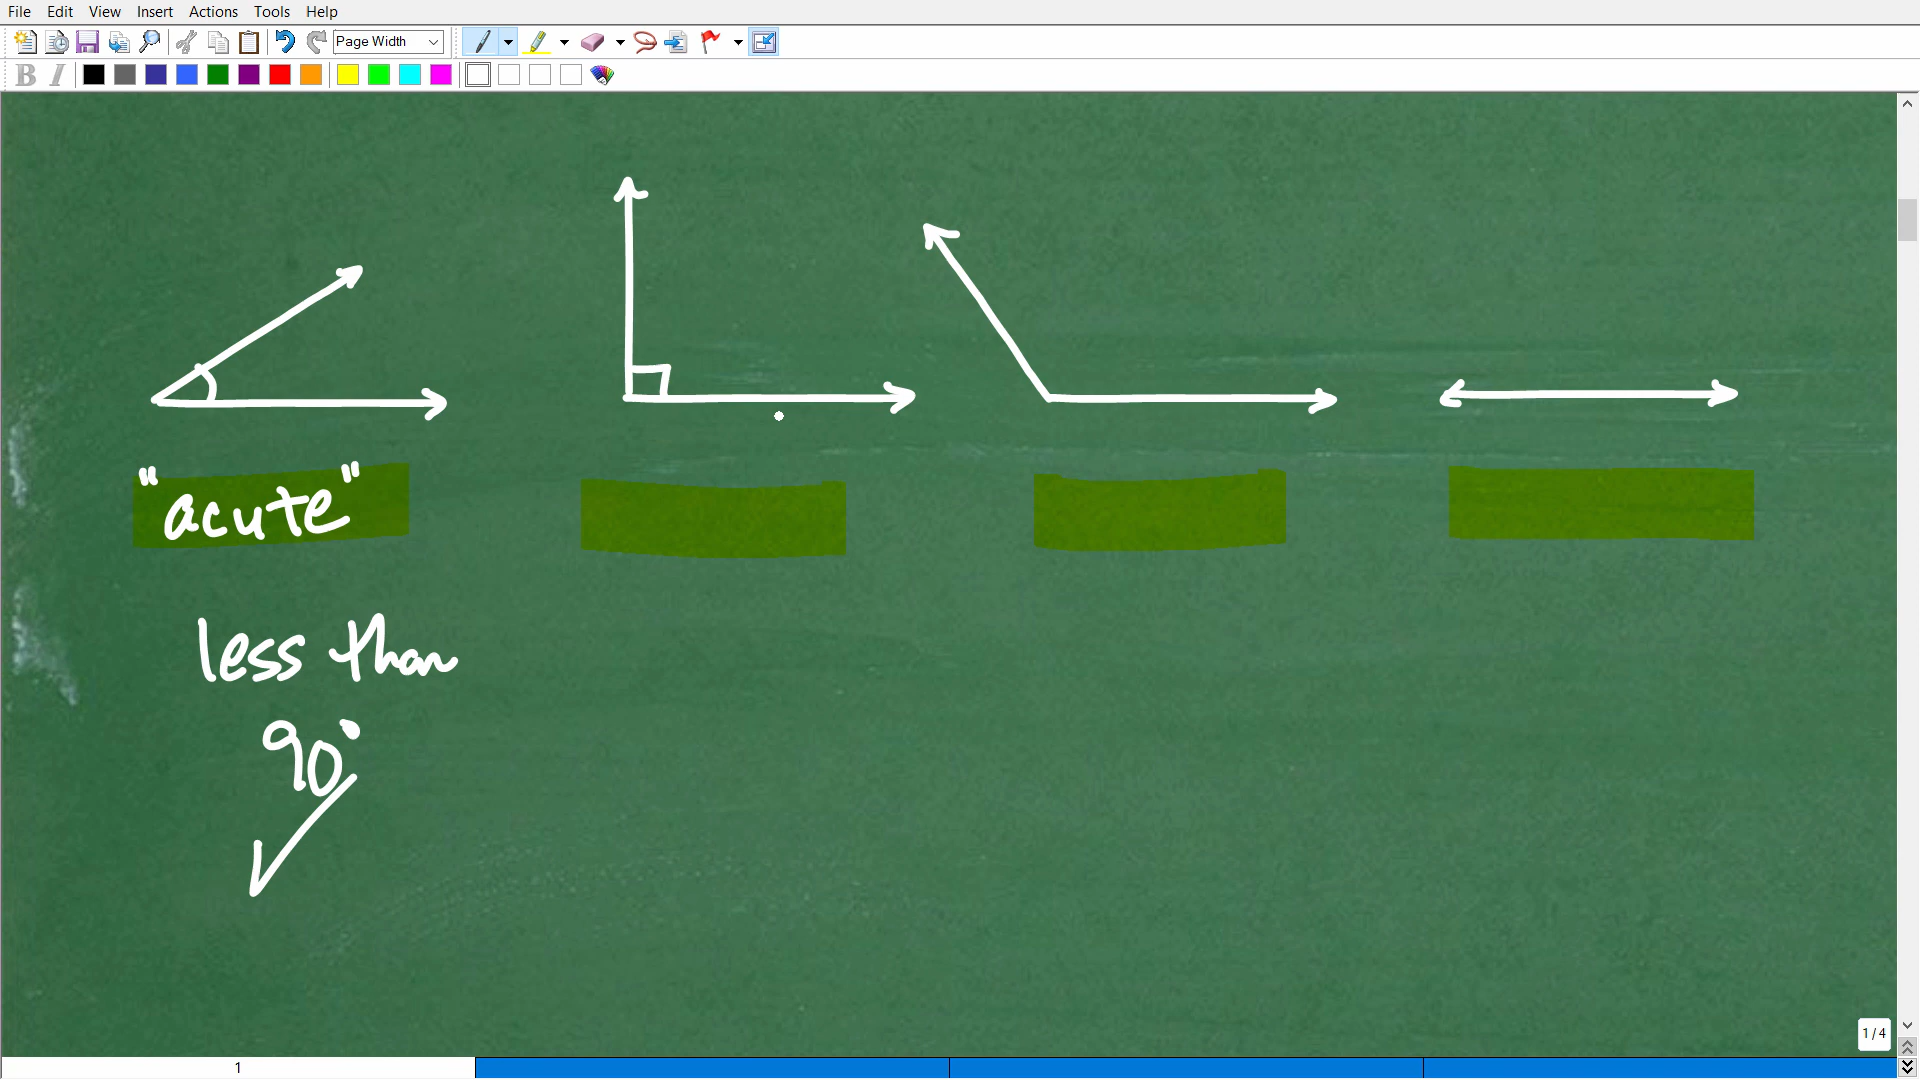 File Edit View Insert Actions Tools Help
Page Width
B I
"acute"
less than
90°
1 / 4
1